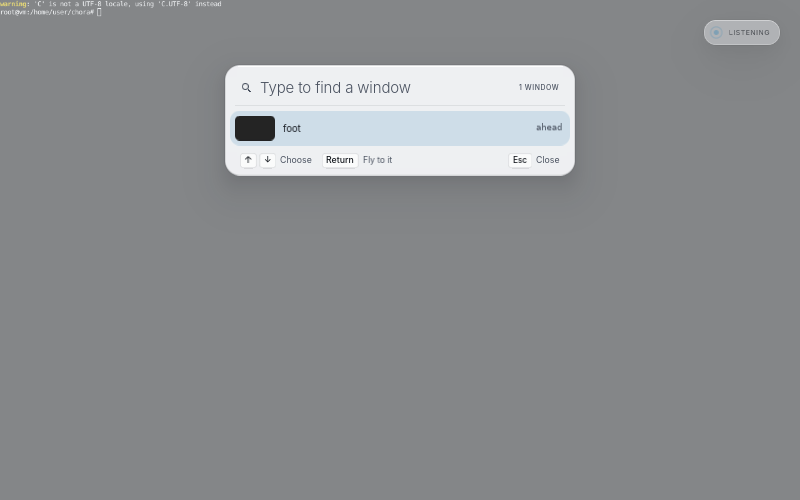 warning: 'C' is not a UTF-8 locale, using 'C.UTF-8' instead
root@vm:/home/user/chora#
LISTENING
Type to find a window
1 WINDOW
foot
ahead
↑ ↓ Choose Return Fly to it
Esc Close